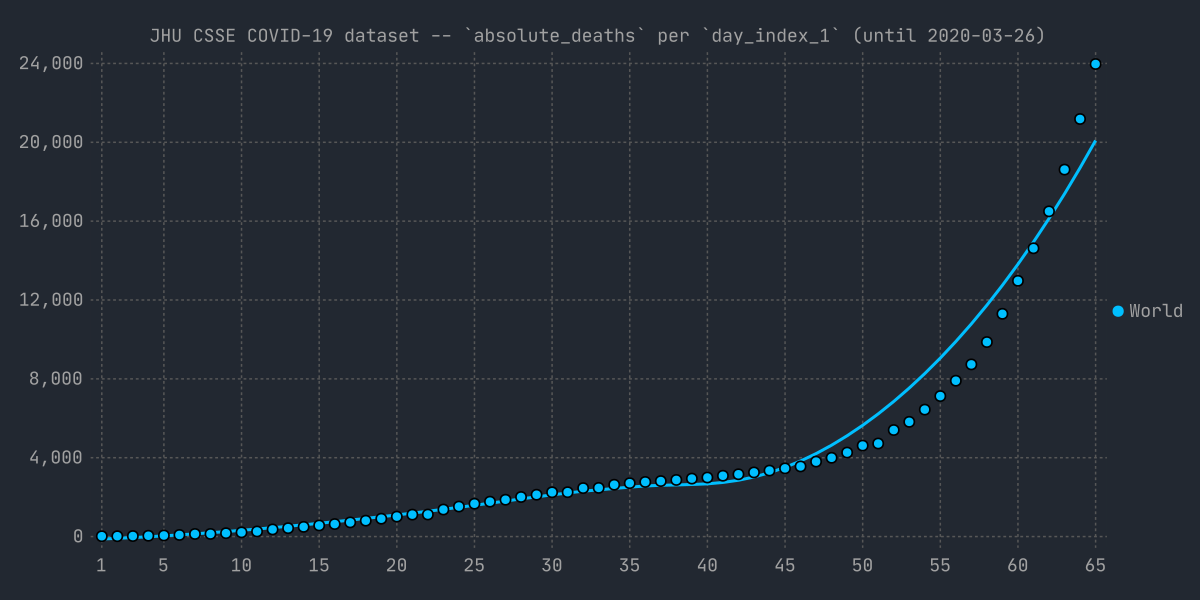 JHU CSSE COVID-19 dataset -- `absolute_deaths` per `day_index_1` (until 2020-03-26)
24,000
20,000
16,000
12,000
World
8,000
4,000
0
1 5 10 15 20 25 30 35 40 45 50 55 60 65